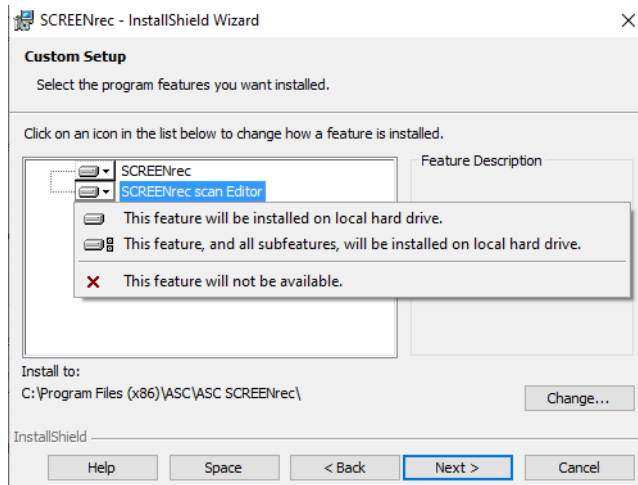 SCREENrec - InstallShield Wizard
Custom Setup
Select the program features you want installed.
Click on an icon in the list below to change how a feature is installed.
SCREENrec
Feature Description
SCREENrec scan Editor
This feature will be installed on local hard drive.
This feature, and all subfeatures, will be installed on local hard drive.
This feature will not be available.
Install to:
C:\Program Files (x86)\ASC\ASC SCREENrec\
Change...
InstallShield
Help Space < Back Next > Cancel